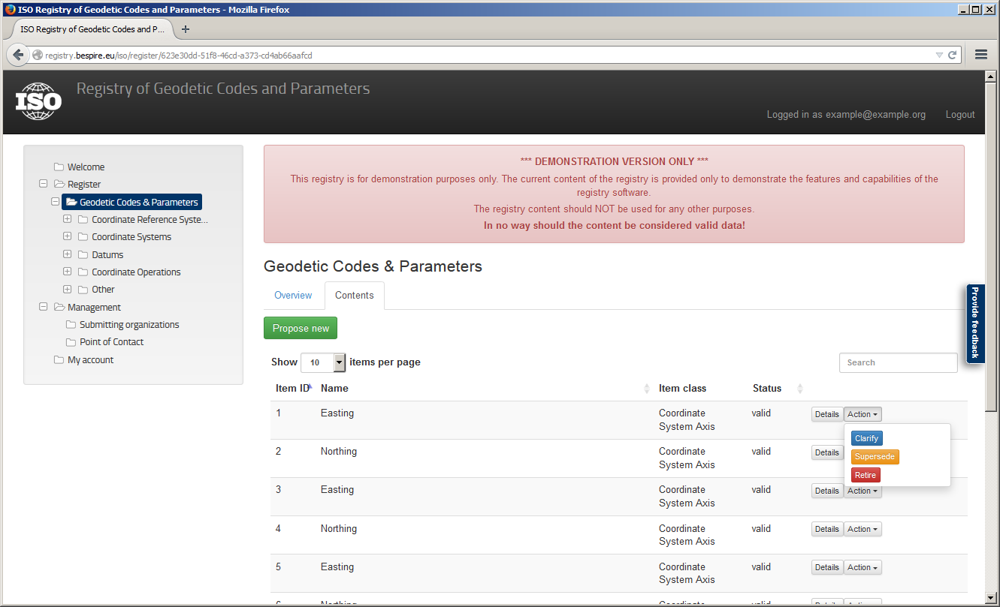 ISO Registry of Geodetic Codes and Parameters - Mozilla Firefox
ISO Registry of Geodetic Codes and P...
registry.bespire.eu/iso/register/623e30dd-51f8-46cd-a373-cd4ab66aafcd
ISO
Registry of Geodetic Codes and Parameters
Logged in as example@example.org Logout
Welcome
Register
Geodetic Codes & Parameters
Coordinate Reference Syste...
Coordinate Systems
Datums
Coordinate Operations
Other
Management
Submitting organizations
Point of Contact
My account
*** DEMONSTRATION VERSION ONLY ***
This registry is for demonstration purposes only. The current content of the registry is provided only to demonstrate the features and capabilities of the
registry software.
The registry content should NOT be used for any other purposes.
In no way should the content be considered valid data!
Geodetic Codes & Parameters
Overview Contents
Propose new
Provide feedback
Show 10 items per page Search
Item ID Name Item class Status
1 Easting Coordinate System Axis valid Details Action
Clarify
Supersede
Retire
2 Northing Coordinate System Axis valid Details
3 Easting Coordinate System Axis valid Details Action
4 Northing Coordinate System Axis valid Details Action
5 Easting Coordinate System Axis valid Details Action